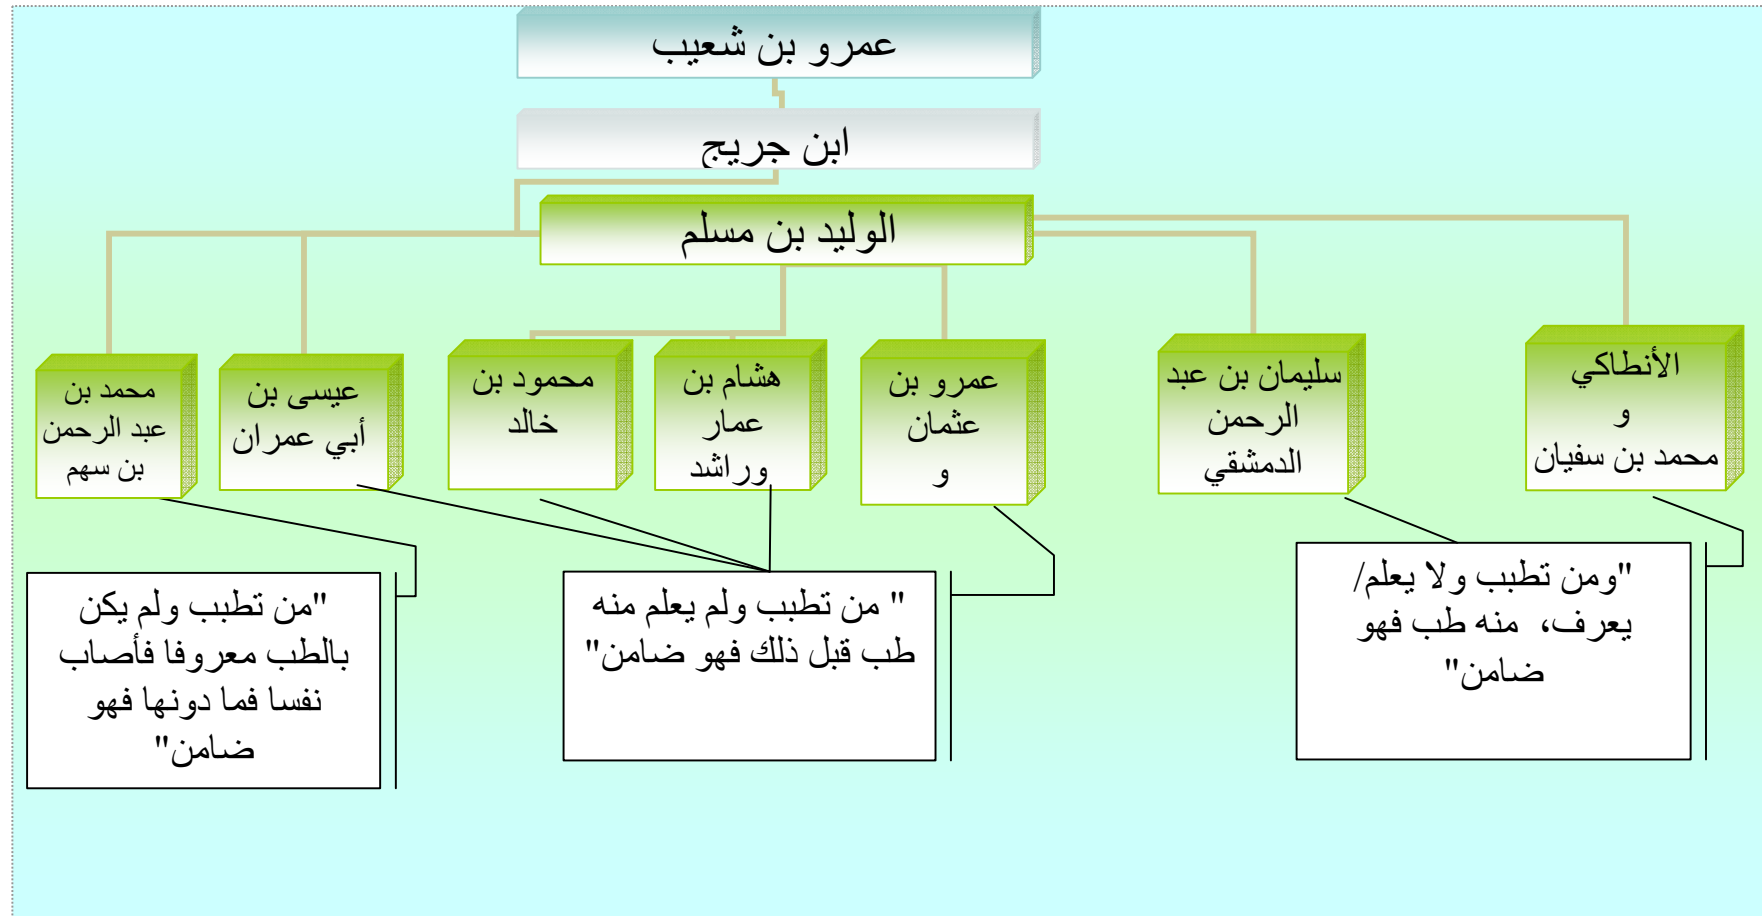 عمرو بن شعيب
ابن جريج
الوليد بن مسلم
الأنطاكي
و
محمد بن سفيان
سليمان بن عبد
الرحمن
الدمشقي
عمرو بن
عثمان
و
هشام بن
عمار
وراشد
محمود بن
خالد
عيسى بن
أبي عمران
محمد بن
عبد الرحمن
بن سهم
"ومن تطبب ولا يعلم/
يعرف، منه طب فهو
ضامن"
" من تطبب ولم يعلم منه
طب قبل ذلك فهو ضامن"
"من تطبب ولم يكن
بالطب معروفا فأصاب
نفسا فما دونها فهو
ضامن"